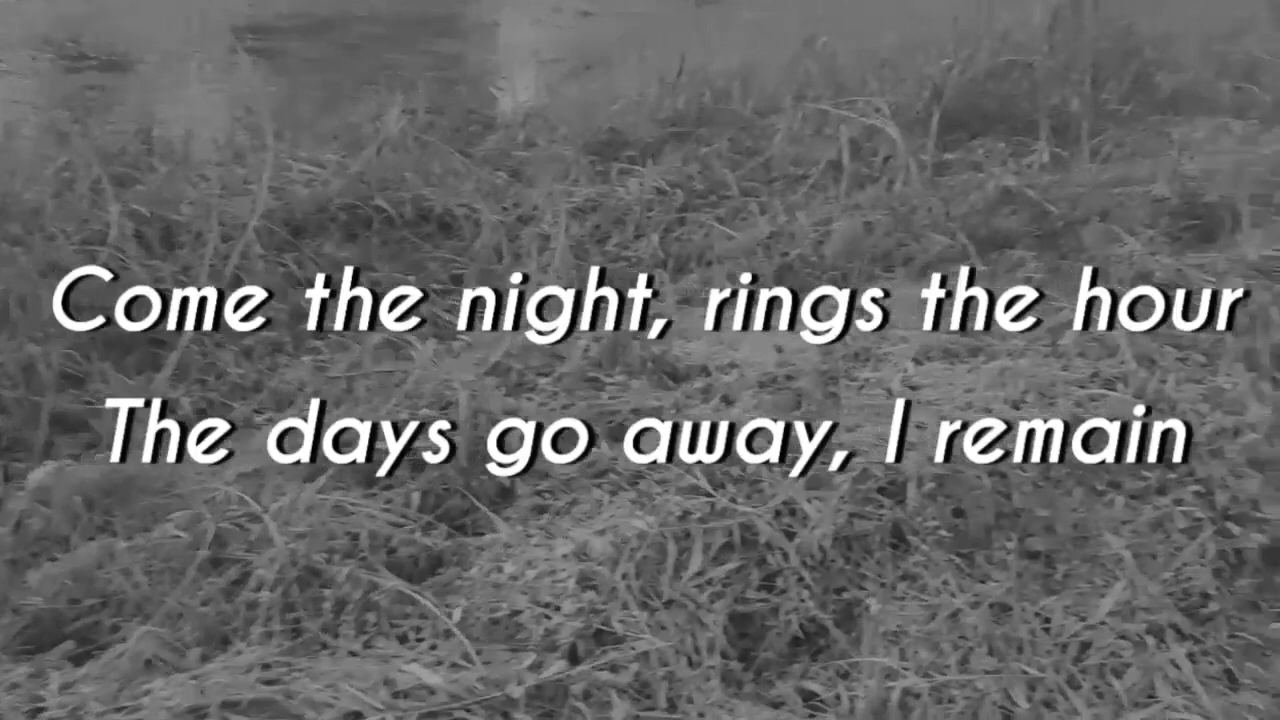 Come the night, rings the hour
The days go away, I remain